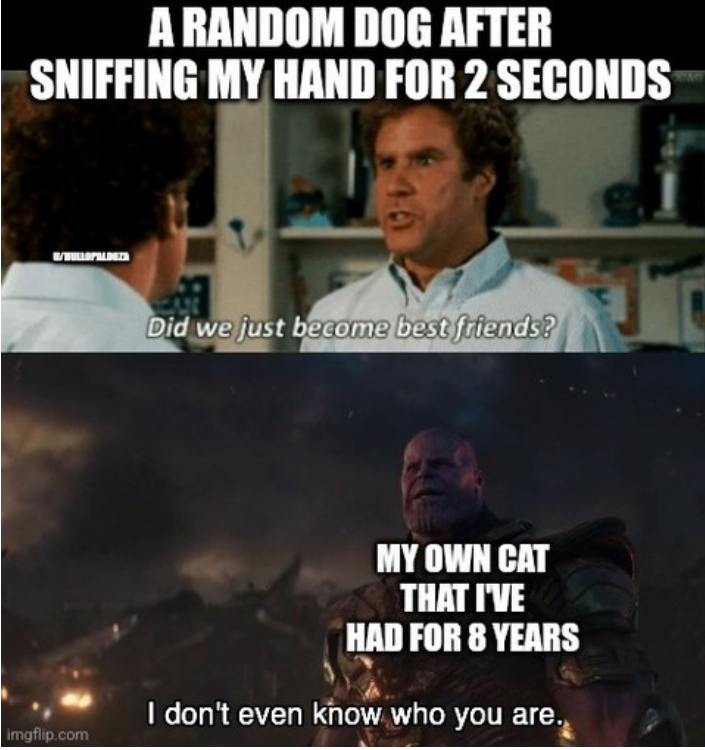 A RANDOM DOG AFTER
SNIFFING MY HAND FOR 2 SECONDS
U/BULLOPALOOZA
Did we just become best friends?
MY OWN CAT
THAT I'VE
HAD FOR 8 YEARS
I don't even know who you are.
imgflip.com